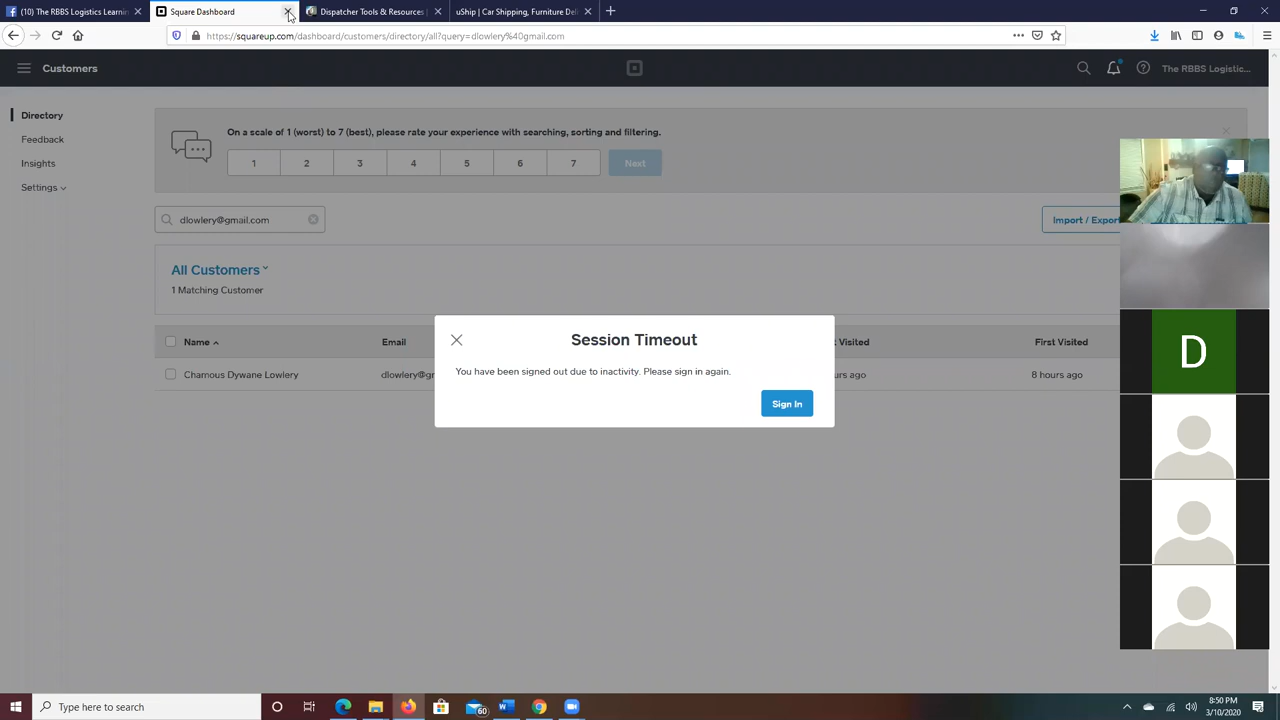 (10) The RBBS Logistics Learnin
Square Dashboard
Dispatcher Tools & Resources
uShip | Car Shipping, Furniture Del
https://squareup.com/dashboard/customers/directory/all?query=dlowlery%40gmail.com
Customers
The RBBS Logistic...
Directory
Feedback
Insights
Settings
On a scale of 1 (worst) to 7 (best), please rate your experience with searching, sorting and filtering.
1 2 3 4 5 6 7 Next
dlowlery@gmail.com
Import / Export
All Customers
1 Matching Customer
Name Email t Visited First Visited
Chamous Dywane Lowlery dlowlery@gm urs ago 8 hours ago
Session Timeout
You have been signed out due to inactivity. Please sign in again.
Sign In
D
Type here to search
60
8:50 PM
3/10/2020